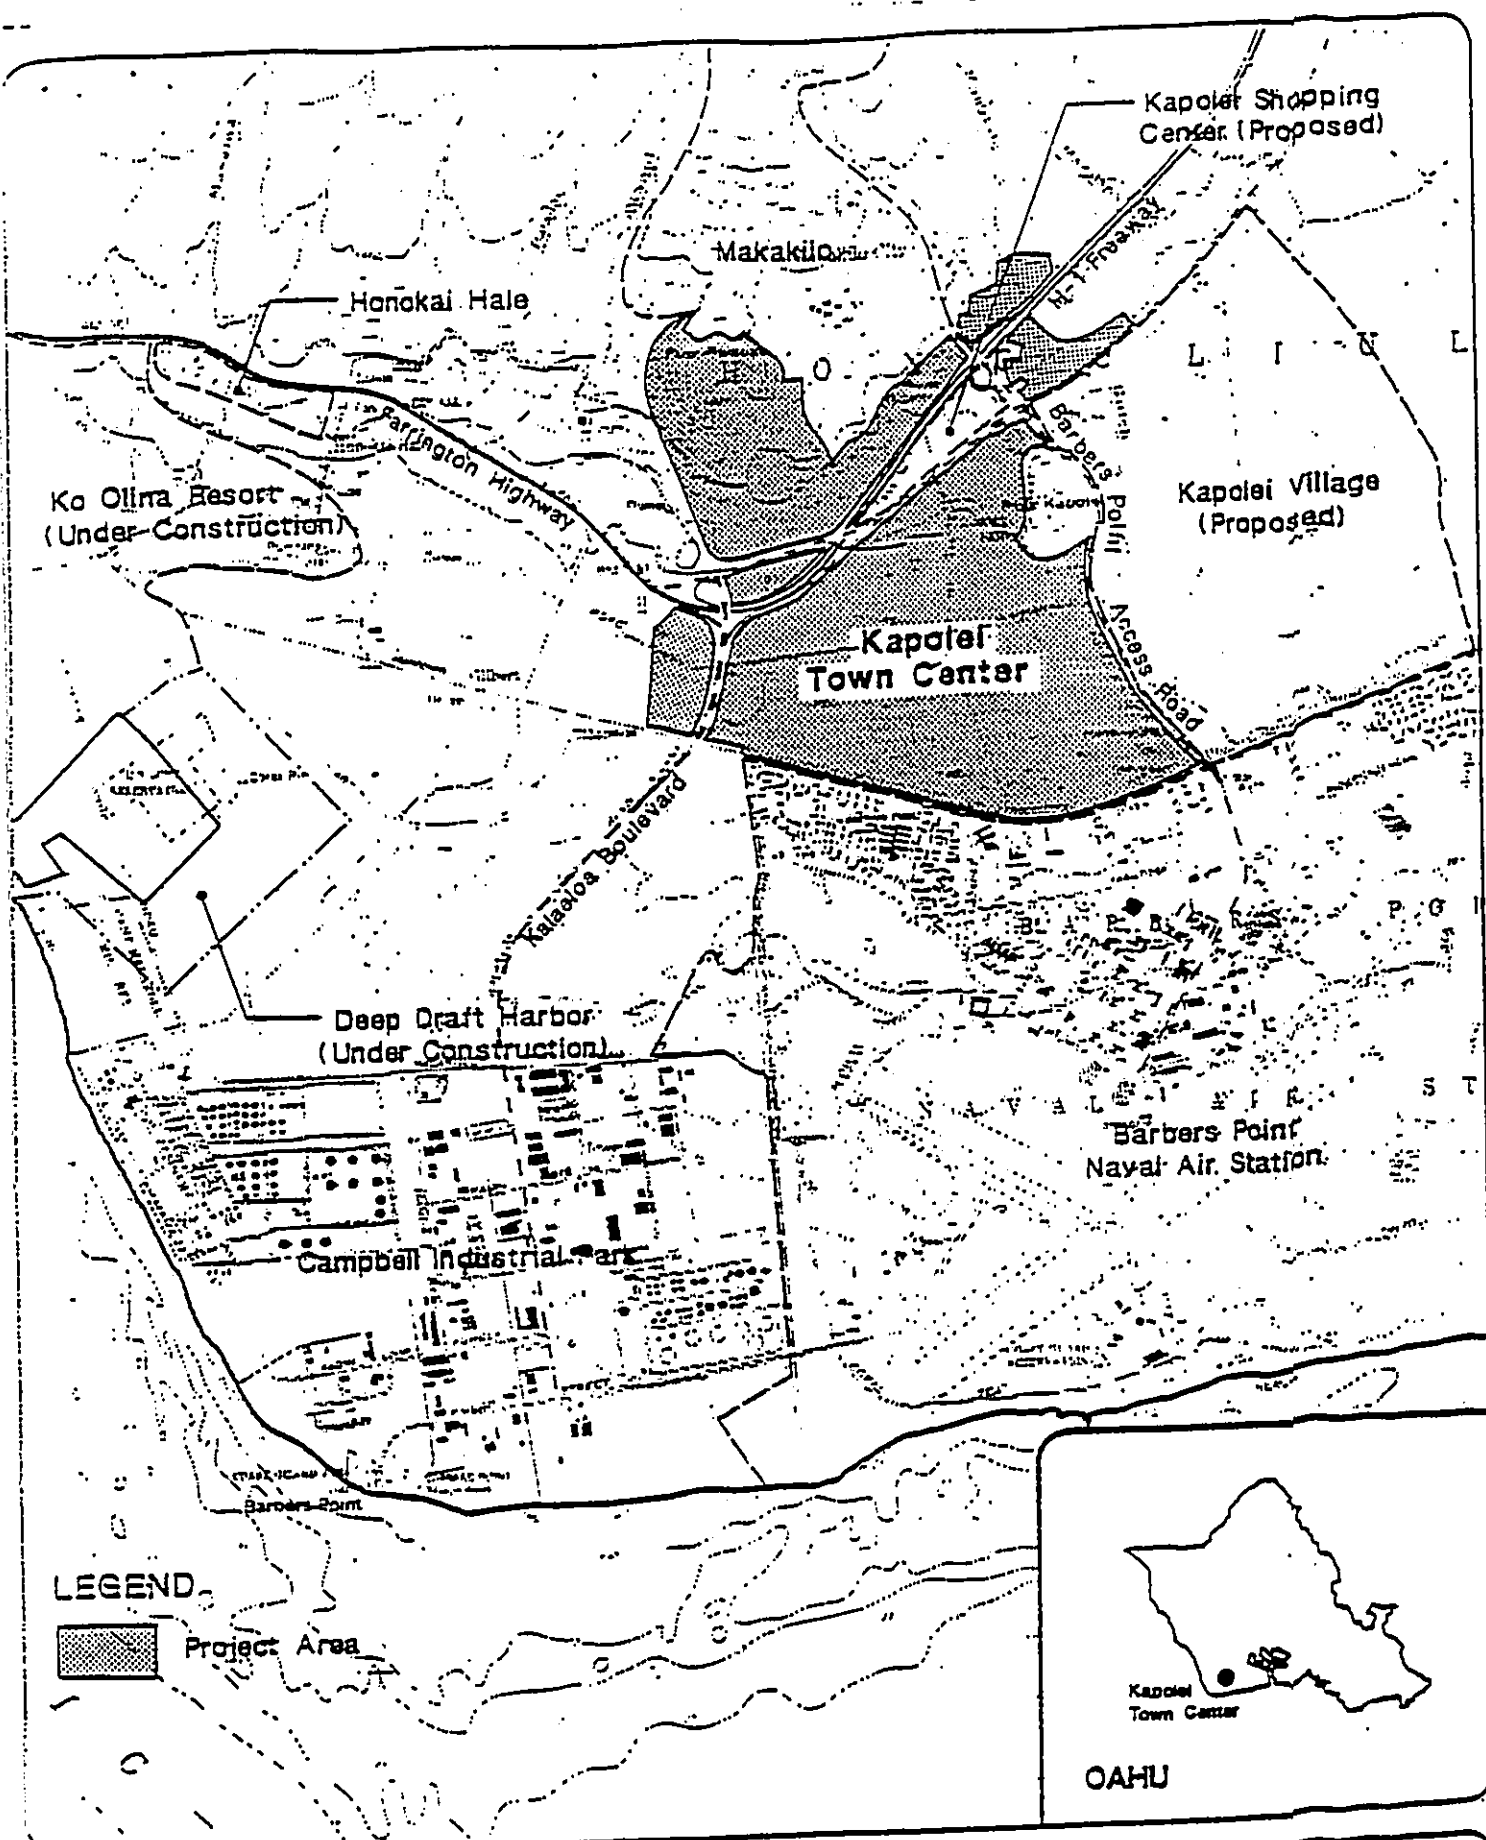 Kapolei Shopping
Center (Proposed)
H-1-Freeway
Makakilo
Honokai Hale
H O L I U L
Farrington Highway
Barbers Point
Access Road
Ko Olina Resort
(Under Construction)
Kapolei Village
(Proposed)
Kapolei
Town Center
Kalaeloa Boulevard
B A R B E R S P O I
Deep Draft Harbor
(Under Construction)
N A V A L A I R S T
Barbers Point
Naval Air Station
Campbell Industrial Park
Barbers Point
LEGEND
Project Area
Kapolei
Town Center
OAHU